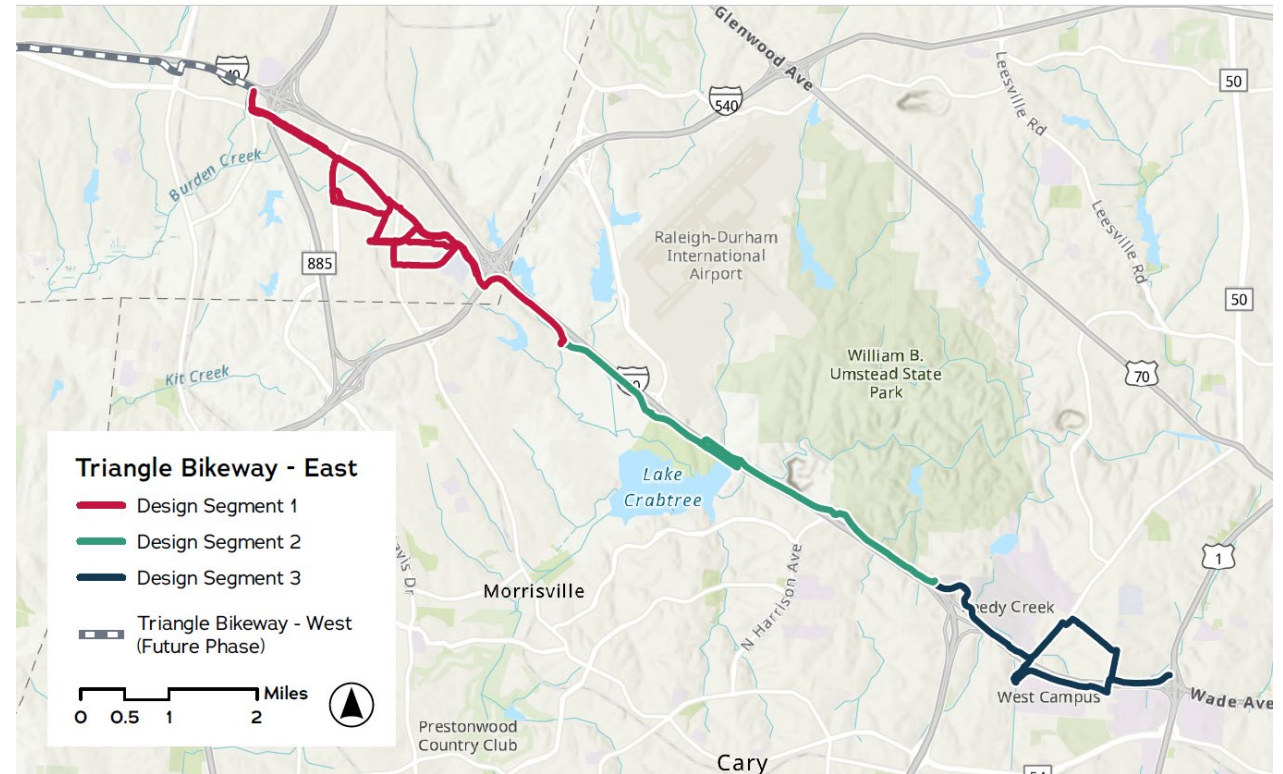 Glenwood Ave
40
540
Leesville Rd
50
Burden Creek
Leesville Rd
Raleigh-Durham
International
Airport
885
50
William B.
Umstead State
Park
70
Kit Creek
Triangle Bikeway - East
Design Segment 1
Design Segment 2
Design Segment 3
Triangle Bikeway - West
(Future Phase)
Miles
0 0.5 1 2
Lake
Crabtree
N Harrison Ave
Morrisville
1
West Campus
Wade Ave
Prestonwood
Country Club
Cary